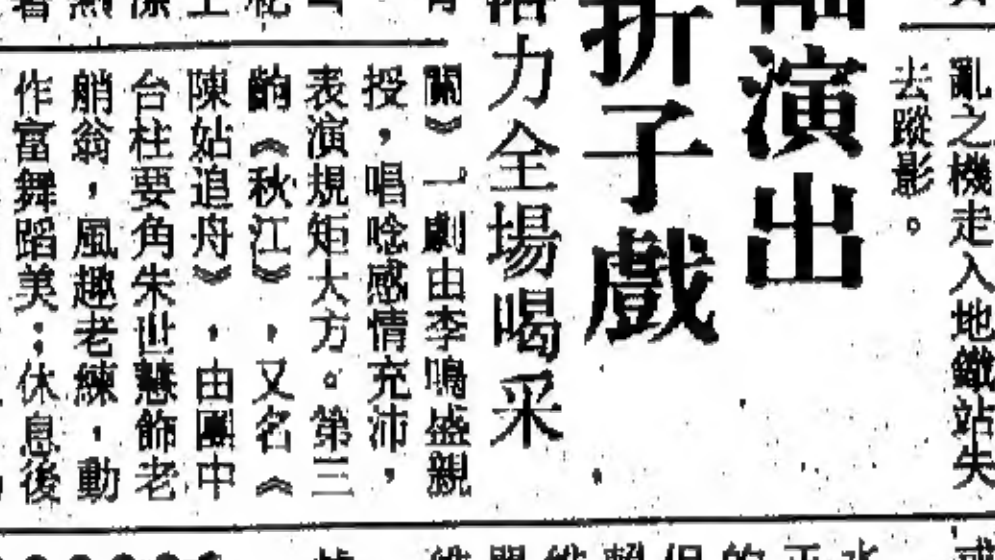 亂之機走入地鐵站失
去蹤影。
演出
折子戲
力全場喝采
關》一劇由李鳴盛親
授,唱唸感情充沛,
表演規矩大方。第三
齣《秋江》,又名《
陳姑追舟》,由團中
台柱要角朱世慧飾老
艄翁,風趣老練,動
作富舞蹈美;休息後